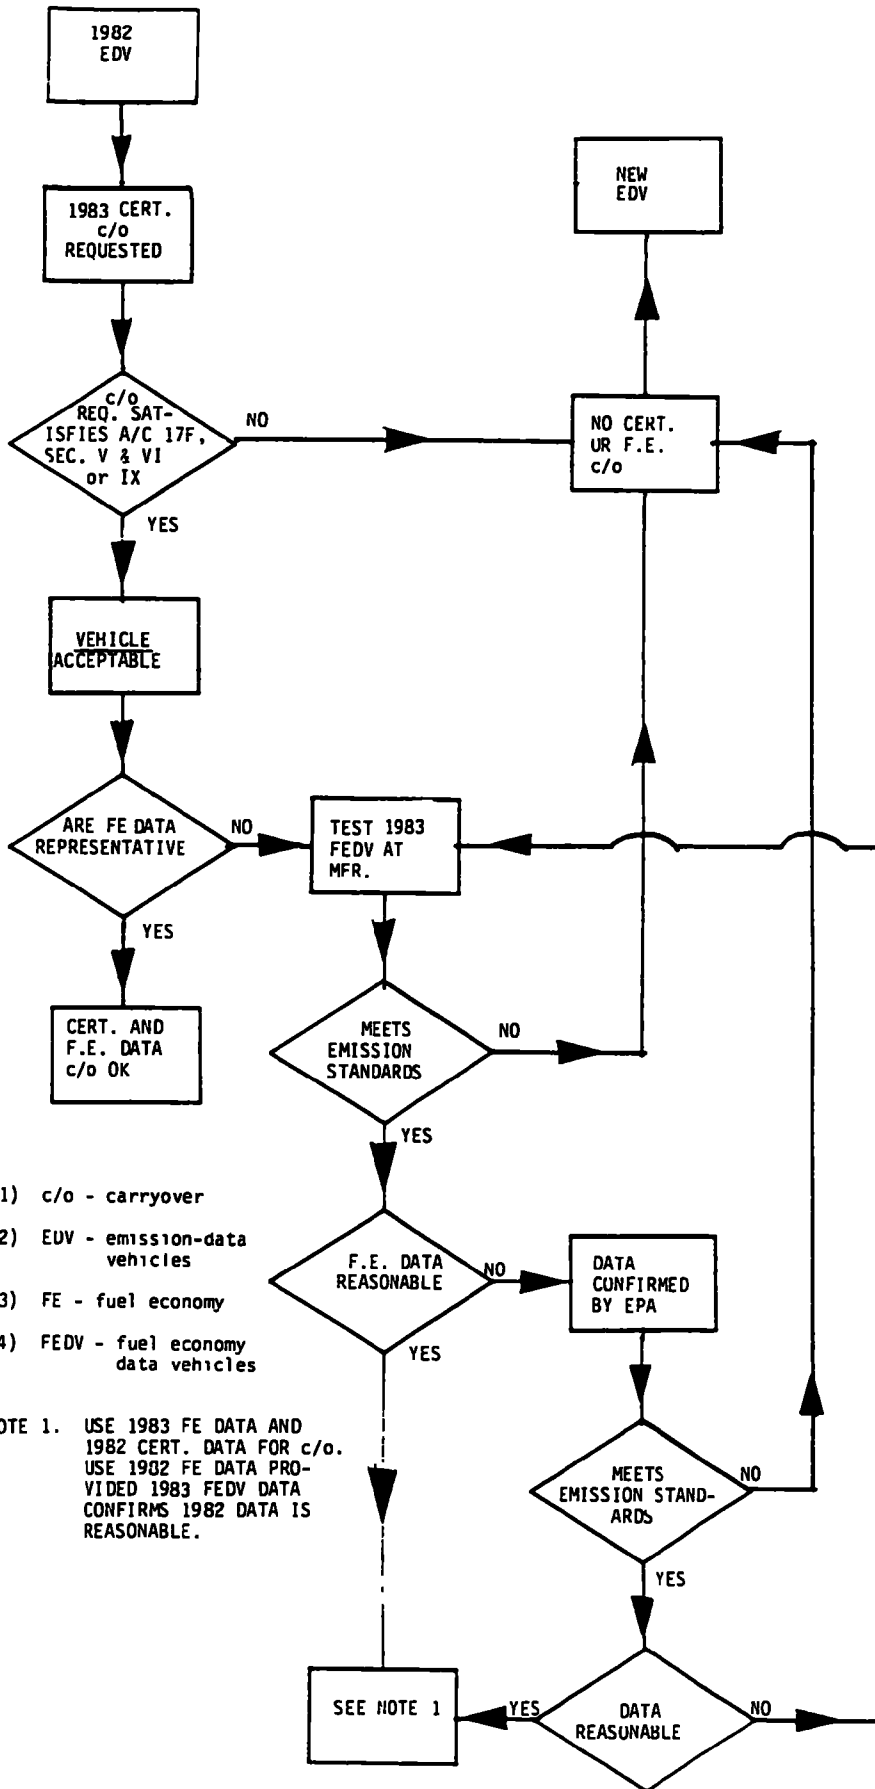 1982
EDV
1983 CERT.
c/o
REQUESTED
NEW
EDV
c/o
REQ. SAT-
ISFIES A/C 17F,
SEC. V & VI
or IX
NO
YES
NO CERT.
UR F.E.
c/o
VEHICLE
ACCEPTABLE
ARE FE DATA
REPRESENTATIVE
NO
YES
TEST 1983
FEDV AT
MFR.
CERT. AND
F.E. DATA
c/o OK
MEETS
EMISSION
STANDARDS
NO
YES
1) c/o - carryover
2) EDV - emission-data
vehicles
3) FE - fuel economy
4) FEDV - fuel economy
data vehicles
F.E. DATA
REASONABLE
NO
YES
DATA
CONFIRMED
BY EPA
OTE 1. USE 1983 FE DATA AND
1982 CERT. DATA FOR c/o.
USE 1982 FE DATA PRO-
VIDED 1983 FEDV DATA
CONFIRMS 1982 DATA IS
REASONABLE.
MEETS
EMISSION STAND-
ARDS
NO
YES
SEE NOTE 1
YES
DATA
REASONABLE
NO